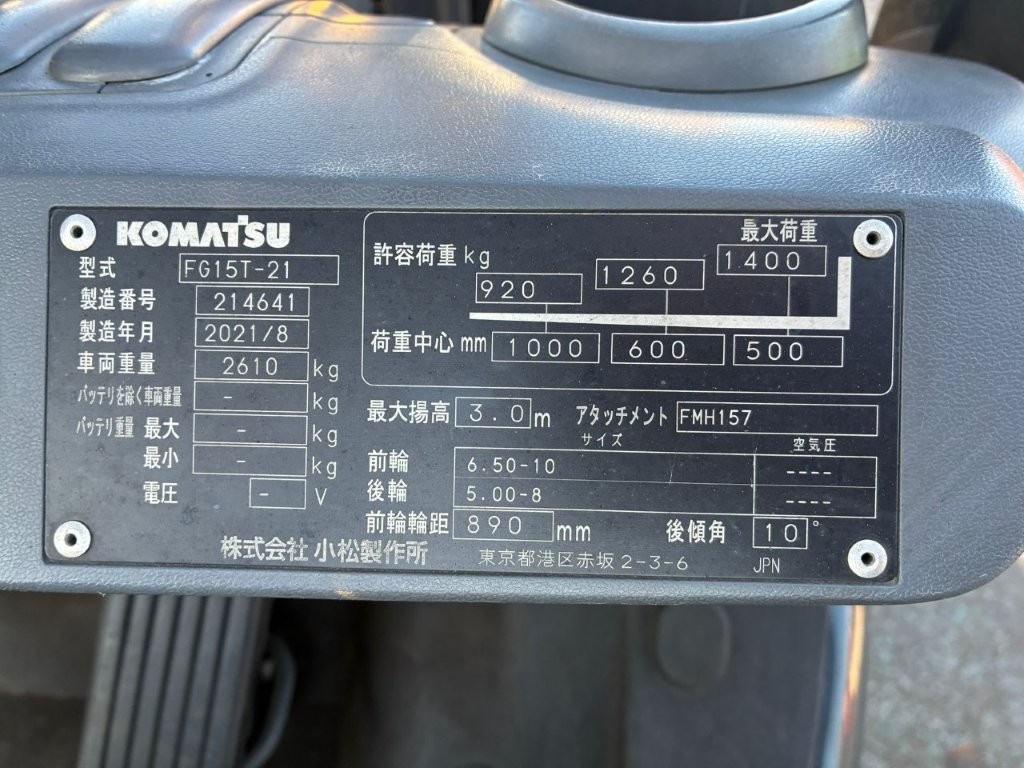 KOMATSU
型式 FG15T-21
製造番号 214641
製造年月 2021/8
車両重量 2610 kg
バッテリを除く車両重量 - kg
バッテリ重量 最大 - kg
最小 - kg
電圧 - V
最大荷重
許容荷重 kg 920 1260 1400
荷重中心 mm 1000 600 500
最大揚高 3.0 m アタッチメント FMH157
サイズ 空気圧
前輪 6.50-10 ----
後輪 5.00-8 ----
前輪輪距 890 mm 後傾角 10°
株式会社 小松製作所 東京都港区赤坂 2-3-6 JPN